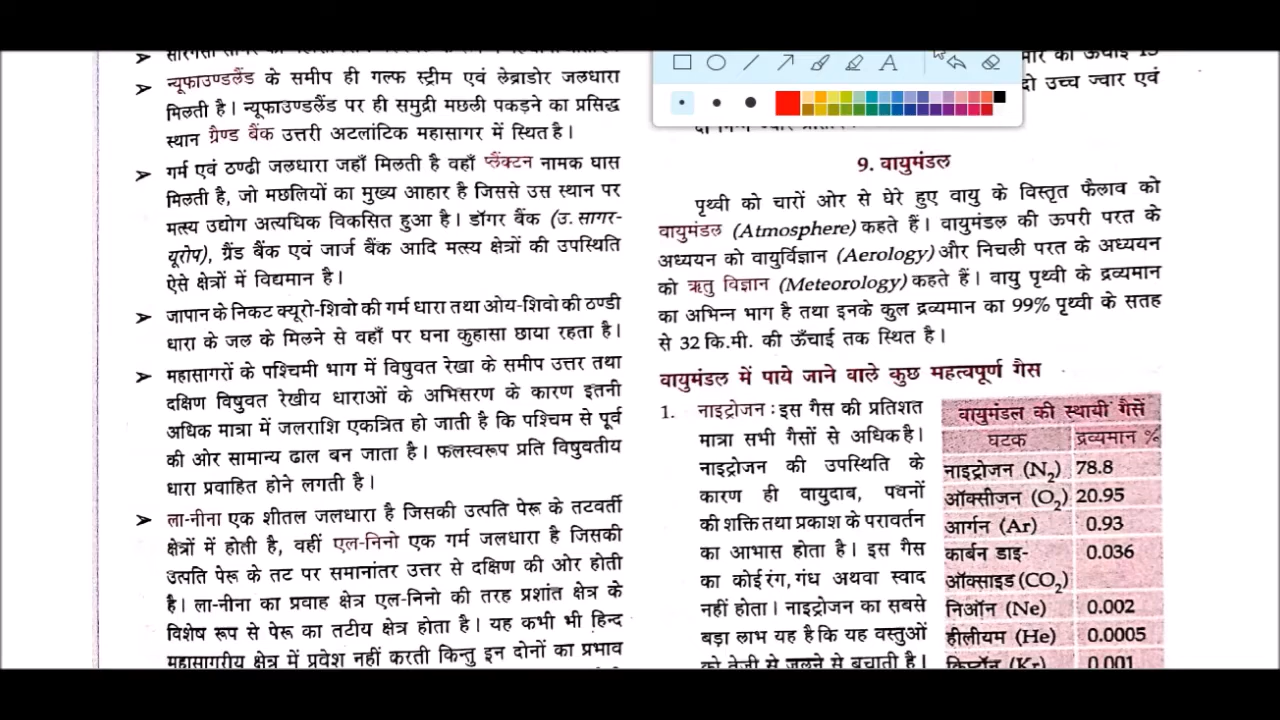 न्यूफाउण्डलैंड के समीप ही गल्फ स्ट्रीम एवं लेब्राडोर जलधारा
मिलती है। न्यूफाउण्डलैंड पर ही समुद्री मछली पकड़ने का प्रसिद्ध
स्थान ग्रैण्ड बैंक उत्तरी अटलांटिक महासागर में स्थित है।
गर्म एवं ठण्ढी जलधारा जहाँ मिलती है वहाँ प्लैंक्टन नामक घास
मिलती है, जो मछलियों का मुख्य आहार है जिससे उस स्थान पर
मत्स्य उद्योग अत्यधिक विकसित हुआ है। डॉगर बैंक (उ. सागर-
यूरोप), ग्रैंड बैंक एवं जार्ज बैंक आदि मत्स्य क्षेत्रों की उपस्थिति
ऐसे क्षेत्रों में विद्यमान है।
जापान के निकट क्यूरो-शिवो की गर्म धारा तथा ओय-शिवो की ठण्डी
धारा के जल के मिलने से वहाँ पर घना कुहासा छाया रहता है।
महासागरों के पश्चिमी भाग में विषुवत रेखा के समीप उत्तर तथा
दक्षिण विषुवत रेखीय धाराओं के अभिसरण के कारण इतनी
अधिक मात्रा में जलराशि एकत्रित हो जाती है कि पश्चिम से पूर्व
की ओर सामान्य ढाल बन जाता है। फलस्वरूप प्रति विषुवतीय
धारा प्रवाहित होने लगती है।
ला-नीना एक शीतल जलधारा है जिसकी उत्पति पेरू के तटवर्ती
क्षेत्रों में होती है, वहीं एल-निनो एक गर्म जलधारा है जिसकी
उत्पति पेरू के तट पर समानांतर उत्तर से दक्षिण की ओर होती
है। ला-नीना का प्रवाह क्षेत्र एल-निनो की तरह प्रशांत क्षेत्र के
विशेष रूप से पेरू का तटीय क्षेत्र होता है। यह कभी भी हिन्द
महासागरीय क्षेत्र में प्रवेश नहीं करती किन्तु इन दोनों का प्रभाव
दो उच्च ज्वार एवं
9. वायुमंडल
पृथ्वी को चारों ओर से घेरे हुए वायु के विस्तृत फैलाव को
वायुमंडल (Atmosphere) कहते हैं। वायुमंडल की ऊपरी परत के
अध्ययन को वायुर्विज्ञान (Aerology) और निचली परत के अध्ययन
को ऋतु विज्ञान (Meteorology) कहते हैं। वायु पृथ्वी के द्रव्यमान
का अभिन्न भाग है तथा इनके कुल द्रव्यमान का 99% पृथ्वी के सतह
से 32 कि.मी. की ऊँचाई तक स्थित है।
वायुमंडल में पाये जाने वाले कुछ महत्वपूर्ण गैस
1. नाइट्रोजन : इस गैस की प्रतिशत
मात्रा सभी गैसों से अधिक है।
नाइट्रोजन की उपस्थिति के
कारण ही वायुदाब, पवनों
की शक्ति तथा प्रकाश के परावर्तन
का आभास होता है। इस गैस
का कोई रंग, गंध अथवा स्वाद
नहीं होता। नाइट्रोजन का सबसे
बड़ा लाभ यह है कि यह वस्तुओं
को तेजी से जलने से बचाती है।
वायुमंडल की स्थायी गैसें
घटक द्रव्यमान %
नाइट्रोजन (N₂) 78.8
ऑक्सीजन (O₂) 20.95
आर्गन (Ar) 0.93
कार्बन डाइ- 0.036
ऑक्साइड (CO₂)
निऑन (Ne) 0.002
हीलीयम (He) 0.0005
क्रिप्टॉन (Kr) 0.001